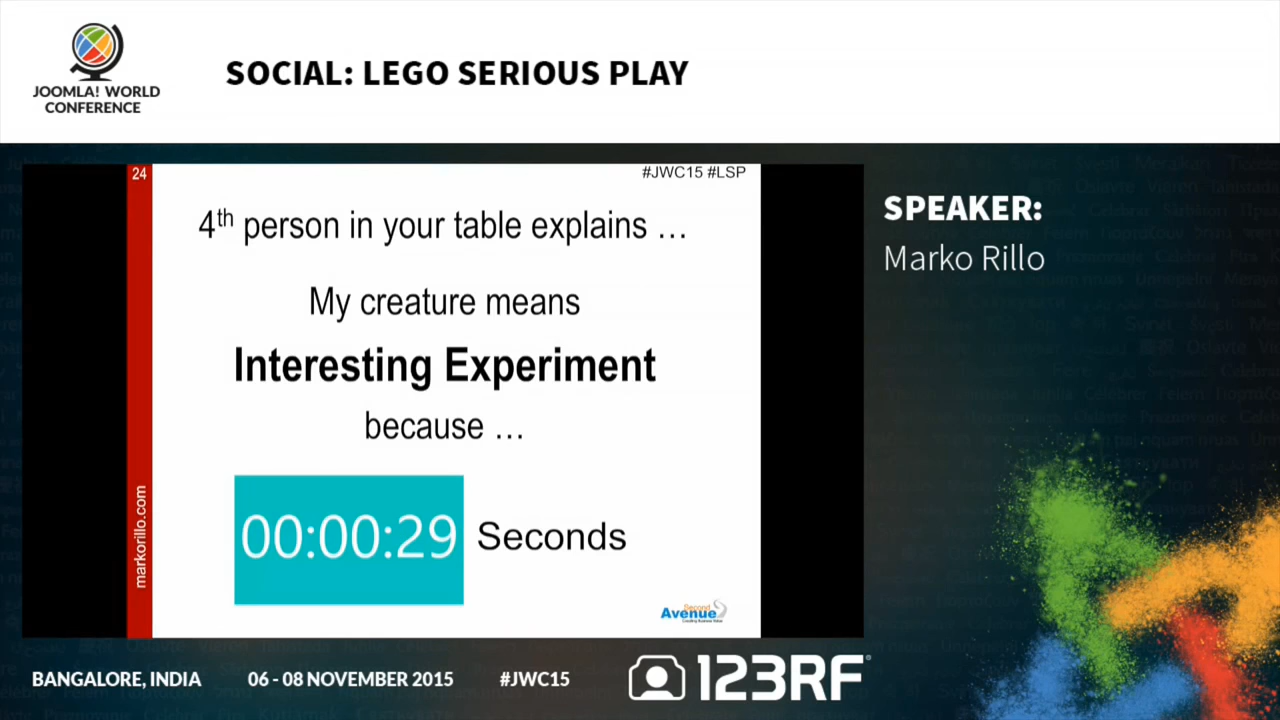 JOOMLA! WORLD
CONFERENCE
SOCIAL: LEGO SERIOUS PLAY
24
#JWC15 #LSP
4th person in your table explains …
My creature means
Interesting Experiment
because …
00:00:29 Seconds
markorillo.com
Second
Avenue
SPEAKER:
Marko Rillo
BANGALORE, INDIA
06 - 08 NOVEMBER 2015
#JWC15
123RF